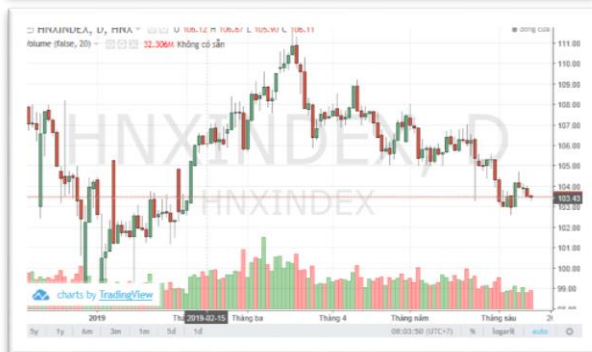 HNXINDEX, D, HNX
O 106.12 H 106.87 L 105.90 C 106.11
Volume (false, 20)
32.306M Không có sẵn
HNXINDEX, D
HNXINDEX
111.00
110.00
109.00
108.00
107.00
106.00
105.00
104.00
103.43
103.00
102.00
101.00
100.00
99.00
charts by TradingView
2019
2019-02-15
Tháng ba
Tháng 4
Tháng năm
Tháng sáu
5y 1y 6m 3m 1m 5d 1d
08:03:50 (UTC+7)
%
logarit
auto